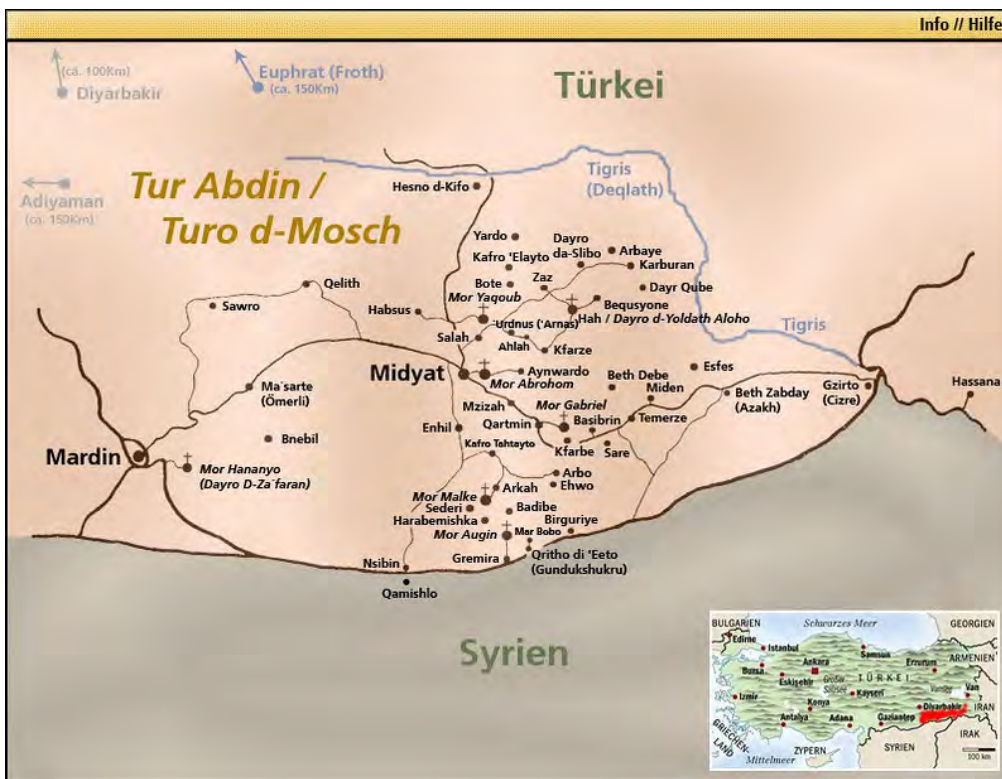 Info // Hilfe
(ca. 100Km)
Diyarbakir
Euphrat (Froth)
(ca. 150Km)
Türkei
Adiyaman
(ca. 150Km)
Tur Abdin /
Turo d-Mosch
Hesno d-Kifo
Tigris
(Deqlath)
Yardo
Dayro
da-Slibo
Arbaye
Kafro 'Elayto
Karburan
Zaz
Bote
Dayr Qube
Qelith
Sawro
Mor Yaqoub
Bequsyone
Habsus
Hah / Dayro d-Yoldath Aloho
Urdnus ('Arnas)
Salah
Ahlah
Kfarze
Tigris
Midyat
Aynwardo
Mor Abrohom
Esfes
Beth Debe
Miden
Ma´sarte
(Ömerli)
Beth Zabday
(Azakh)
Gzirto
(Cizre)
Hassana
Mzizah
Mor Gabriel
Qartmin
Basibrin
Temerze
Enhil
Bnebil
Kafro Tahtayto
Kfarbe
Sare
Mardin
Mor Hananyo
(Dayro D-Za´faran)
Arbo
Ehwo
Arkah
Mor Malke
Sederi
Badibe
Harabemishka
Birguriye
Mor Augin
Mar Bobo
Nsibin
Gremira
Qritho di 'Eeto
(Gundukshukru)
Qamishlo
Syrien
BULGARIEN
Schwarzes Meer
GEORGIEN
Edirne
Istanbul
Samsun
ARMENIEN
Bursa
Ankara
Erzurum
Eskişehir
Großer
Salzsee
TÜRKEI
Vansee
Van
Izmir
Kayseri
Konya
Diyarbakir
IRAN
Antalya
Adana
Gaziantep
GRIECHEN-
LAND
ZYPERN
SYRIEN
IRAK
Mittelmeer
100 km